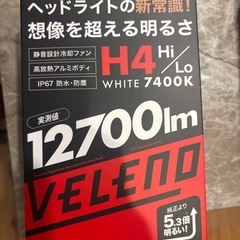 ヘッドライトの新常識!
想像を超える明るさ
静音設計冷却ファン
高放熱アルミボディ
IP67 防水・防塵
H4 Hi/Lo
WHITE 7400K
実測値
12700lm
VELENO
純正より
5.3倍
明るい!